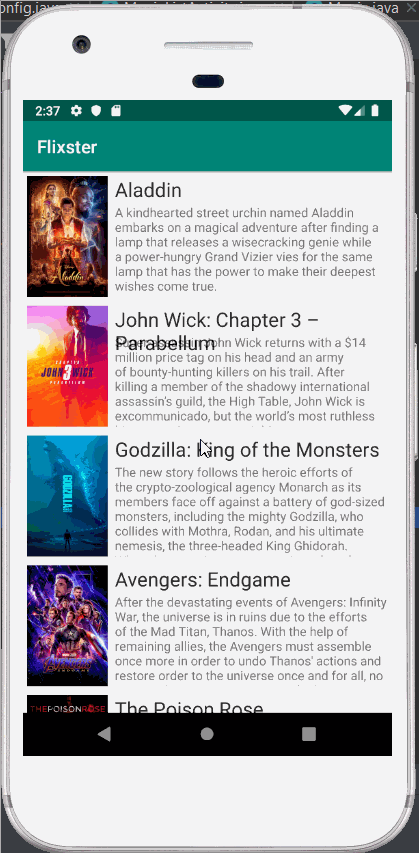 onfig.java
.java
2:37
Flixster
Aladdin
A kindhearted street urchin named Aladdin
embarks on a magical adventure after finding a
lamp that releases a wisecracking genie while
a power-hungry Grand Vizier vies for the same
lamp that has the power to make their deepest
wishes come true.
Aladdin
John Wick: Chapter 3 –
Parabellum
returns with a $14
million price tag on his head and an army
of bounty-hunting killers on his trail. After
killing a member of the shadowy international
assassin's guild, the High Table, John Wick is
excommunicado, but the world's most ruthless
JOHN WICK
Godzilla: King of the Monsters
The new story follows the heroic efforts of
the crypto-zoological agency Monarch as its
members face off against a battery of god-sized
monsters, including the mighty Godzilla, who
collides with Mothra, Rodan, and his ultimate
nemesis, the three-headed King Ghidorah.
GODZILLA
Avengers: Endgame
After the devastating events of Avengers: Infinity
War, the universe is in ruins due to the efforts
of the Mad Titan, Thanos. With the help of
remaining allies, the Avengers must assemble
once more in order to undo Thanos' actions and
restore order to the universe once and for all, no
The Poison Rose
THE POISON ROSE